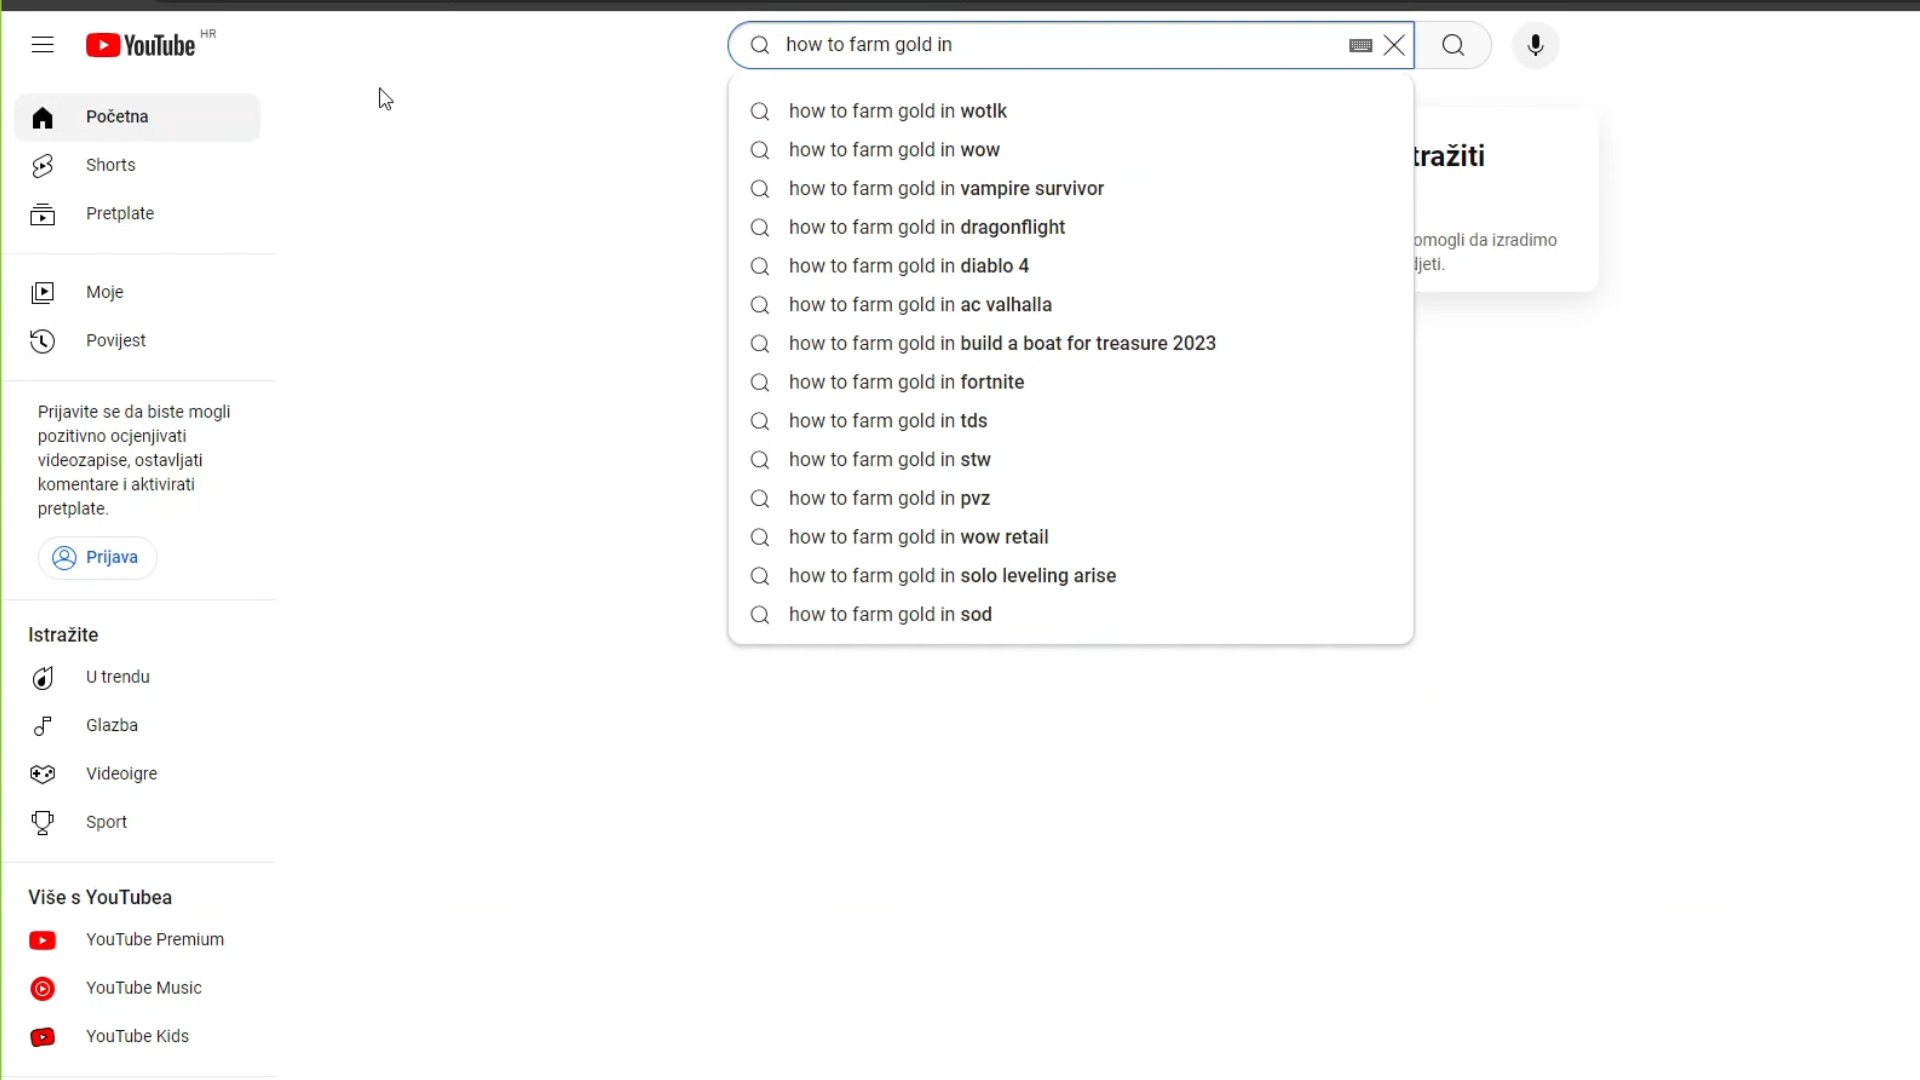 YouTube HR
how to farm gold in
Početna
Shorts
Pretplate
Moje
Povijest
Prijavite se da biste mogli
pozitivno ocjenjivati
videozapise, ostavljati
komentare i aktivirati
pretplate.
Prijava
Istražite
U trendu
Glazba
Videoigre
Sport
Više s YouTubea
YouTube Premium
YouTube Music
YouTube Kids
how to farm gold in wotlk
how to farm gold in wow
how to farm gold in vampire survivor
how to farm gold in dragonflight
how to farm gold in diablo 4
how to farm gold in ac valhalla
how to farm gold in build a boat for treasure 2023
how to farm gold in fortnite
how to farm gold in tds
how to farm gold in stw
how to farm gold in pvz
how to farm gold in wow retail
how to farm gold in solo leveling arise
how to farm gold in sod
tražiti
omogli da izradimo
djeti.